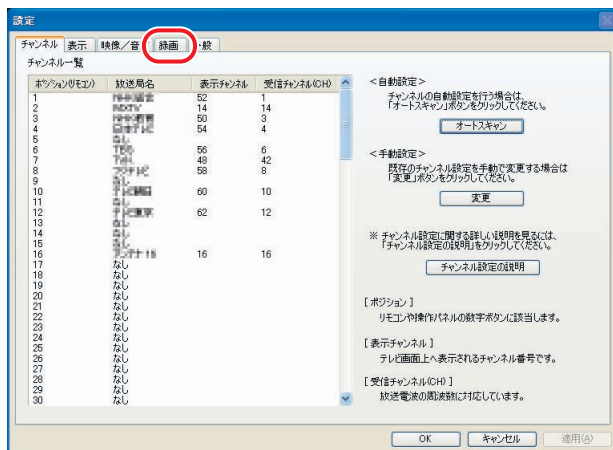 設定
チャンネル 表示 映像/音 録画 般
チャンネル一覧
ポジション(リモコン) 放送局名 表示チャンネル 受信チャンネル(CH)
1 52 1
2 14 14
3 50 3
4 54 4
5 なし
6 56 6
7 48 42
8 58 8
9 なし
10 60 10
11 なし
12 62 12
13 なし
14 なし
15 なし
16 16 16
17 なし
18 なし
19 なし
20 なし
21 なし
22 なし
23 なし
24 なし
25 なし
26 なし
27 なし
28 なし
29 なし
30 なし
<自動設定>
チャンネルの自動設定を行う場合は、
「オートスキャン」ボタンをクリックしてください。
オートスキャン
<手動設定>
既存のチャンネル設定を手動で変更する場合は
「変更」ボタンをクリックしてください。
変更
※ チャンネル設定に関する詳しい説明を見るには、
「チャンネル設定の説明」をクリックしてください。
チャンネル設定の説明
[ ポジション ]
リモコンや操作パネルの数字ボタンに該当します。
[ 表示チャンネル ]
テレビ画面上へ表示されるチャンネル番号です。
[ 受信チャンネル(CH) ]
放送電波の周波数に対応しています。
OK キャンセル 適用(A)